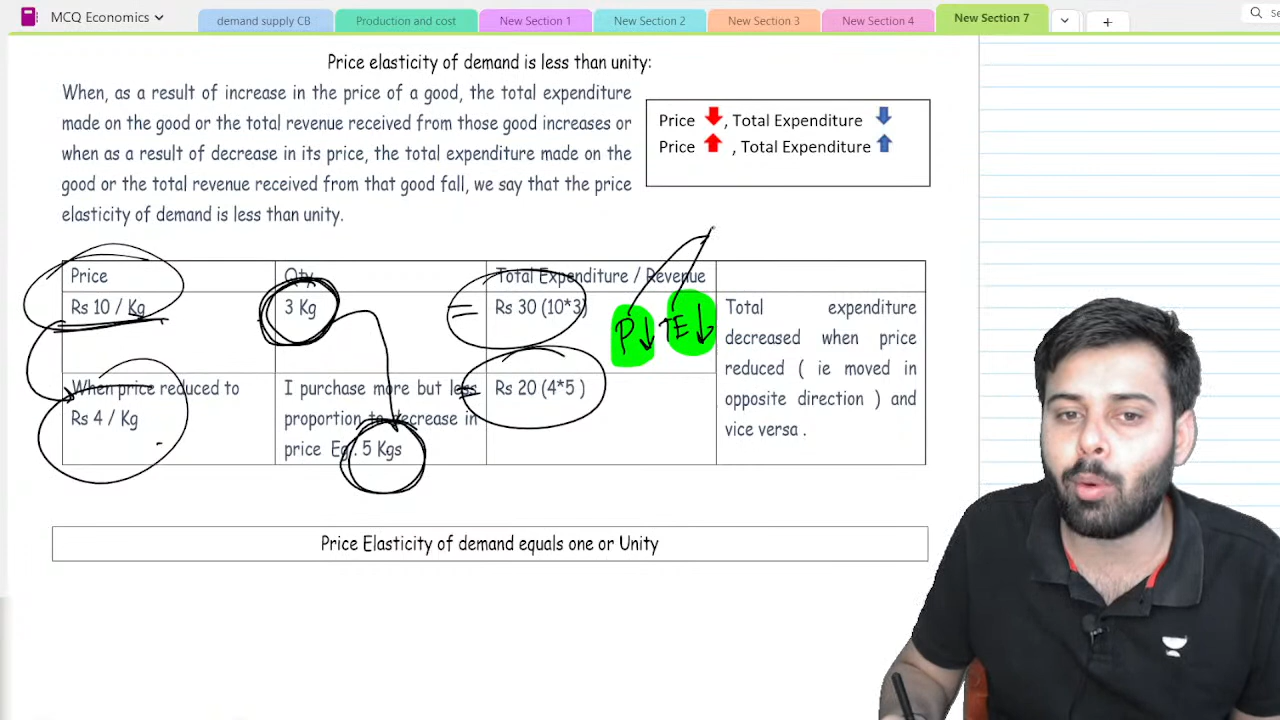 MCQ Economics
demand supply CB
Production and cost
New Section 1
New Section 2
New Section 3
New Section 4
New Section 7
Price elasticity of demand is less than unity:
When, as a result of increase in the price of a good, the total expenditure
made on the good or the total revenue received from those good increases or
when as a result of decrease in its price, the total expenditure made on the
good or the total revenue received from that good fall, we say that the price
elasticity of demand is less than unity.
Price , Total Expenditure
Price , Total Expenditure
Price
Qty
Total Expenditure / Revenue
Rs 10 / Kg
3 Kg
= Rs 30 (10*3)
P↓ TE↓
Total expenditure
decreased when price
reduced ( ie moved in
opposite direction ) and
vice versa .
When price reduced to
Rs 4 / Kg
I purchase more but less
proportion to decrease in
price Eg . 5 Kgs
= Rs 20 (4*5 )
Price Elasticity of demand equals one or Unity